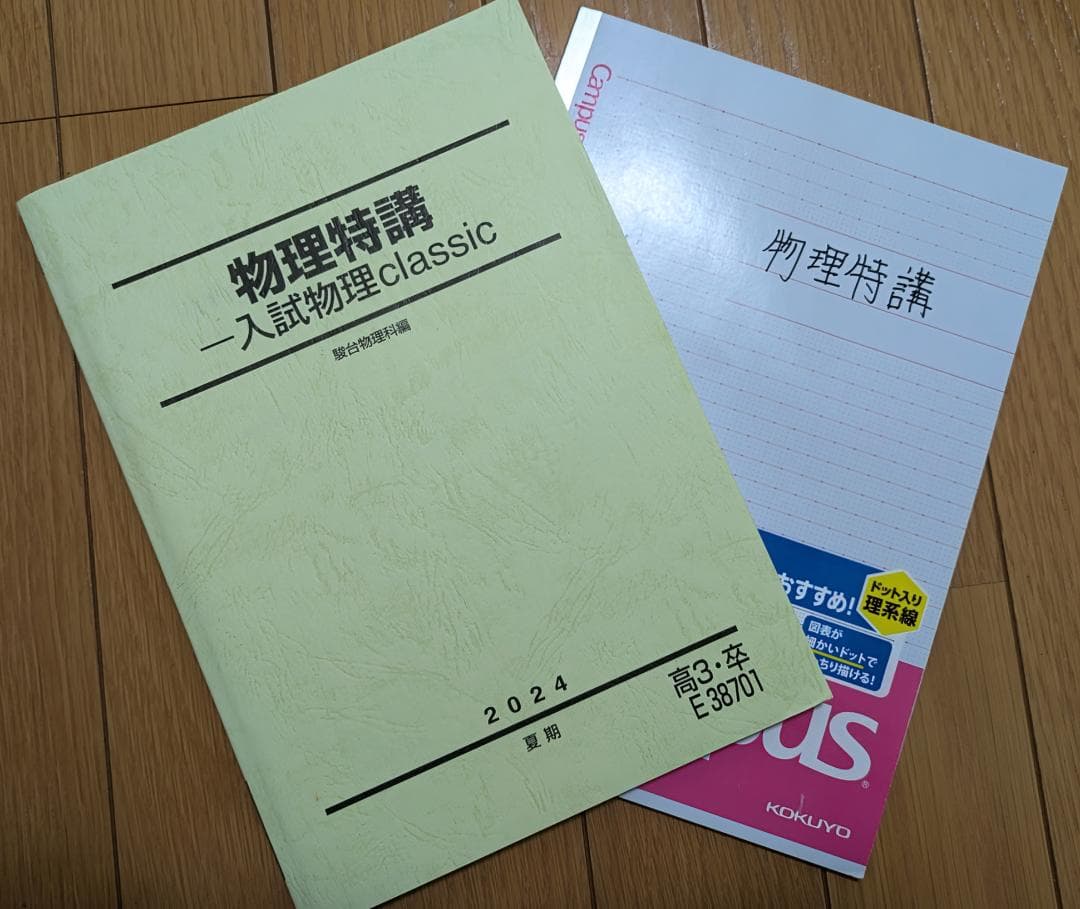 物理特講
―入試物理classic
駿台物理科編
2024
夏期
高3・卒
E38701
Campus
物理特講
おすすめ!
ドット入り
理系線
図表が
細かいドットで
ちり描ける!
pus
KOKUYO